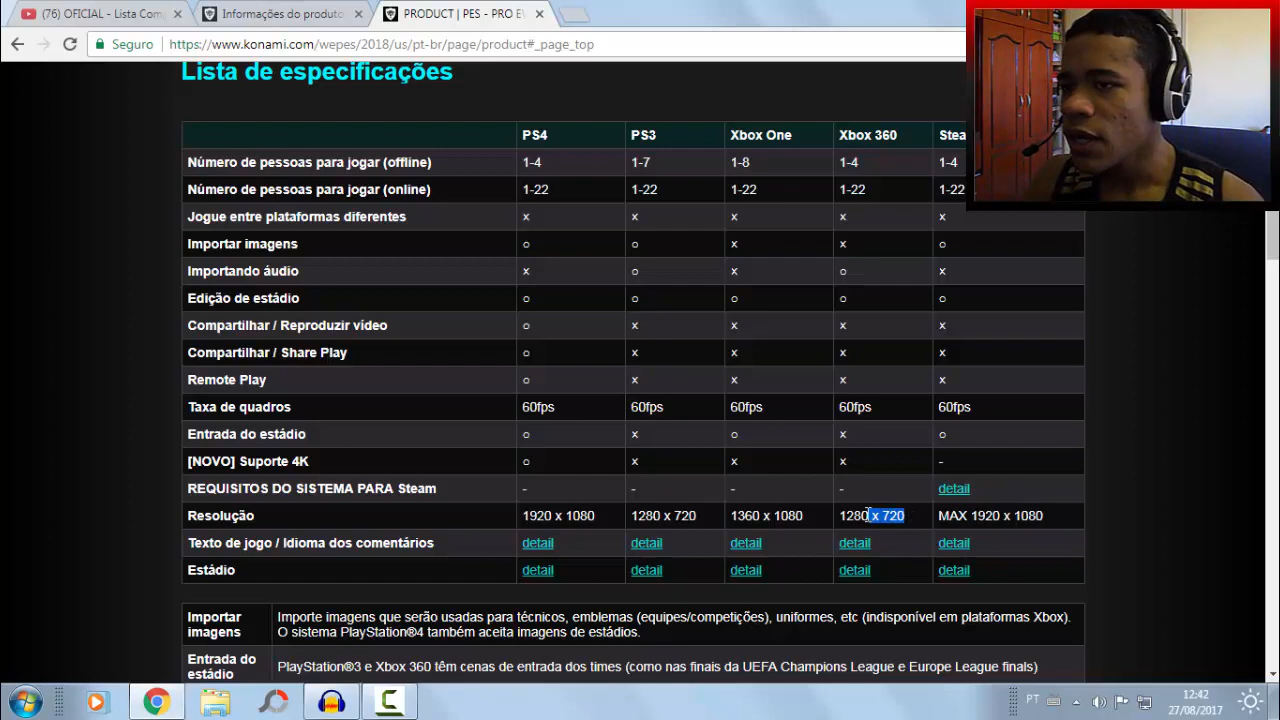 (76) OFICIAL - Lista Com
Informações do produto
PRODUCT | PES - PRO EV
Seguro
https://www.konami.com/wepes/2018/us/pt-br/page/product#_page_top
Lista de especificações
PS4 PS3 Xbox One Xbox 360 Stea
Número de pessoas para jogar (offline) 1-4 1-7 1-8 1-4 1-4
Número de pessoas para jogar (online) 1-22 1-22 1-22 1-22 1-22
Jogue entre plataformas diferentes x x x x x
Importar imagens ○ ○ x x ○
Importando áudio x ○ x ○ x
Edição de estádio ○ ○ ○ ○ ○
Compartilhar / Reproduzir vídeo ○ x x x x
Compartilhar / Share Play ○ x x x x
Remote Play ○ x x x x
Taxa de quadros 60fps 60fps 60fps 60fps 60fps
Entrada do estádio ○ x ○ x ○
[NOVO] Suporte 4K ○ x x x -
REQUISITOS DO SISTEMA PARA Steam - - - - detail
Resolução 1920 x 1080 1280 x 720 1360 x 1080 1280 x 720 MAX 1920 x 1080
Texto de jogo / Idioma dos comentários detail detail detail detail detail
Estádio detail detail detail detail detail
Importar imagens Importe imagens que serão usadas para técnicos, emblemas (equipes/competições), uniformes, etc (indisponível em plataformas Xbox).
O sistema PlayStation®4 também aceita imagens de estádios.
Entrada do estádio PlayStation®3 e Xbox 360 têm cenas de entrada dos times (como nas finais da UEFA Champions League e Europe League finals)
PT
12:42
27/08/2017